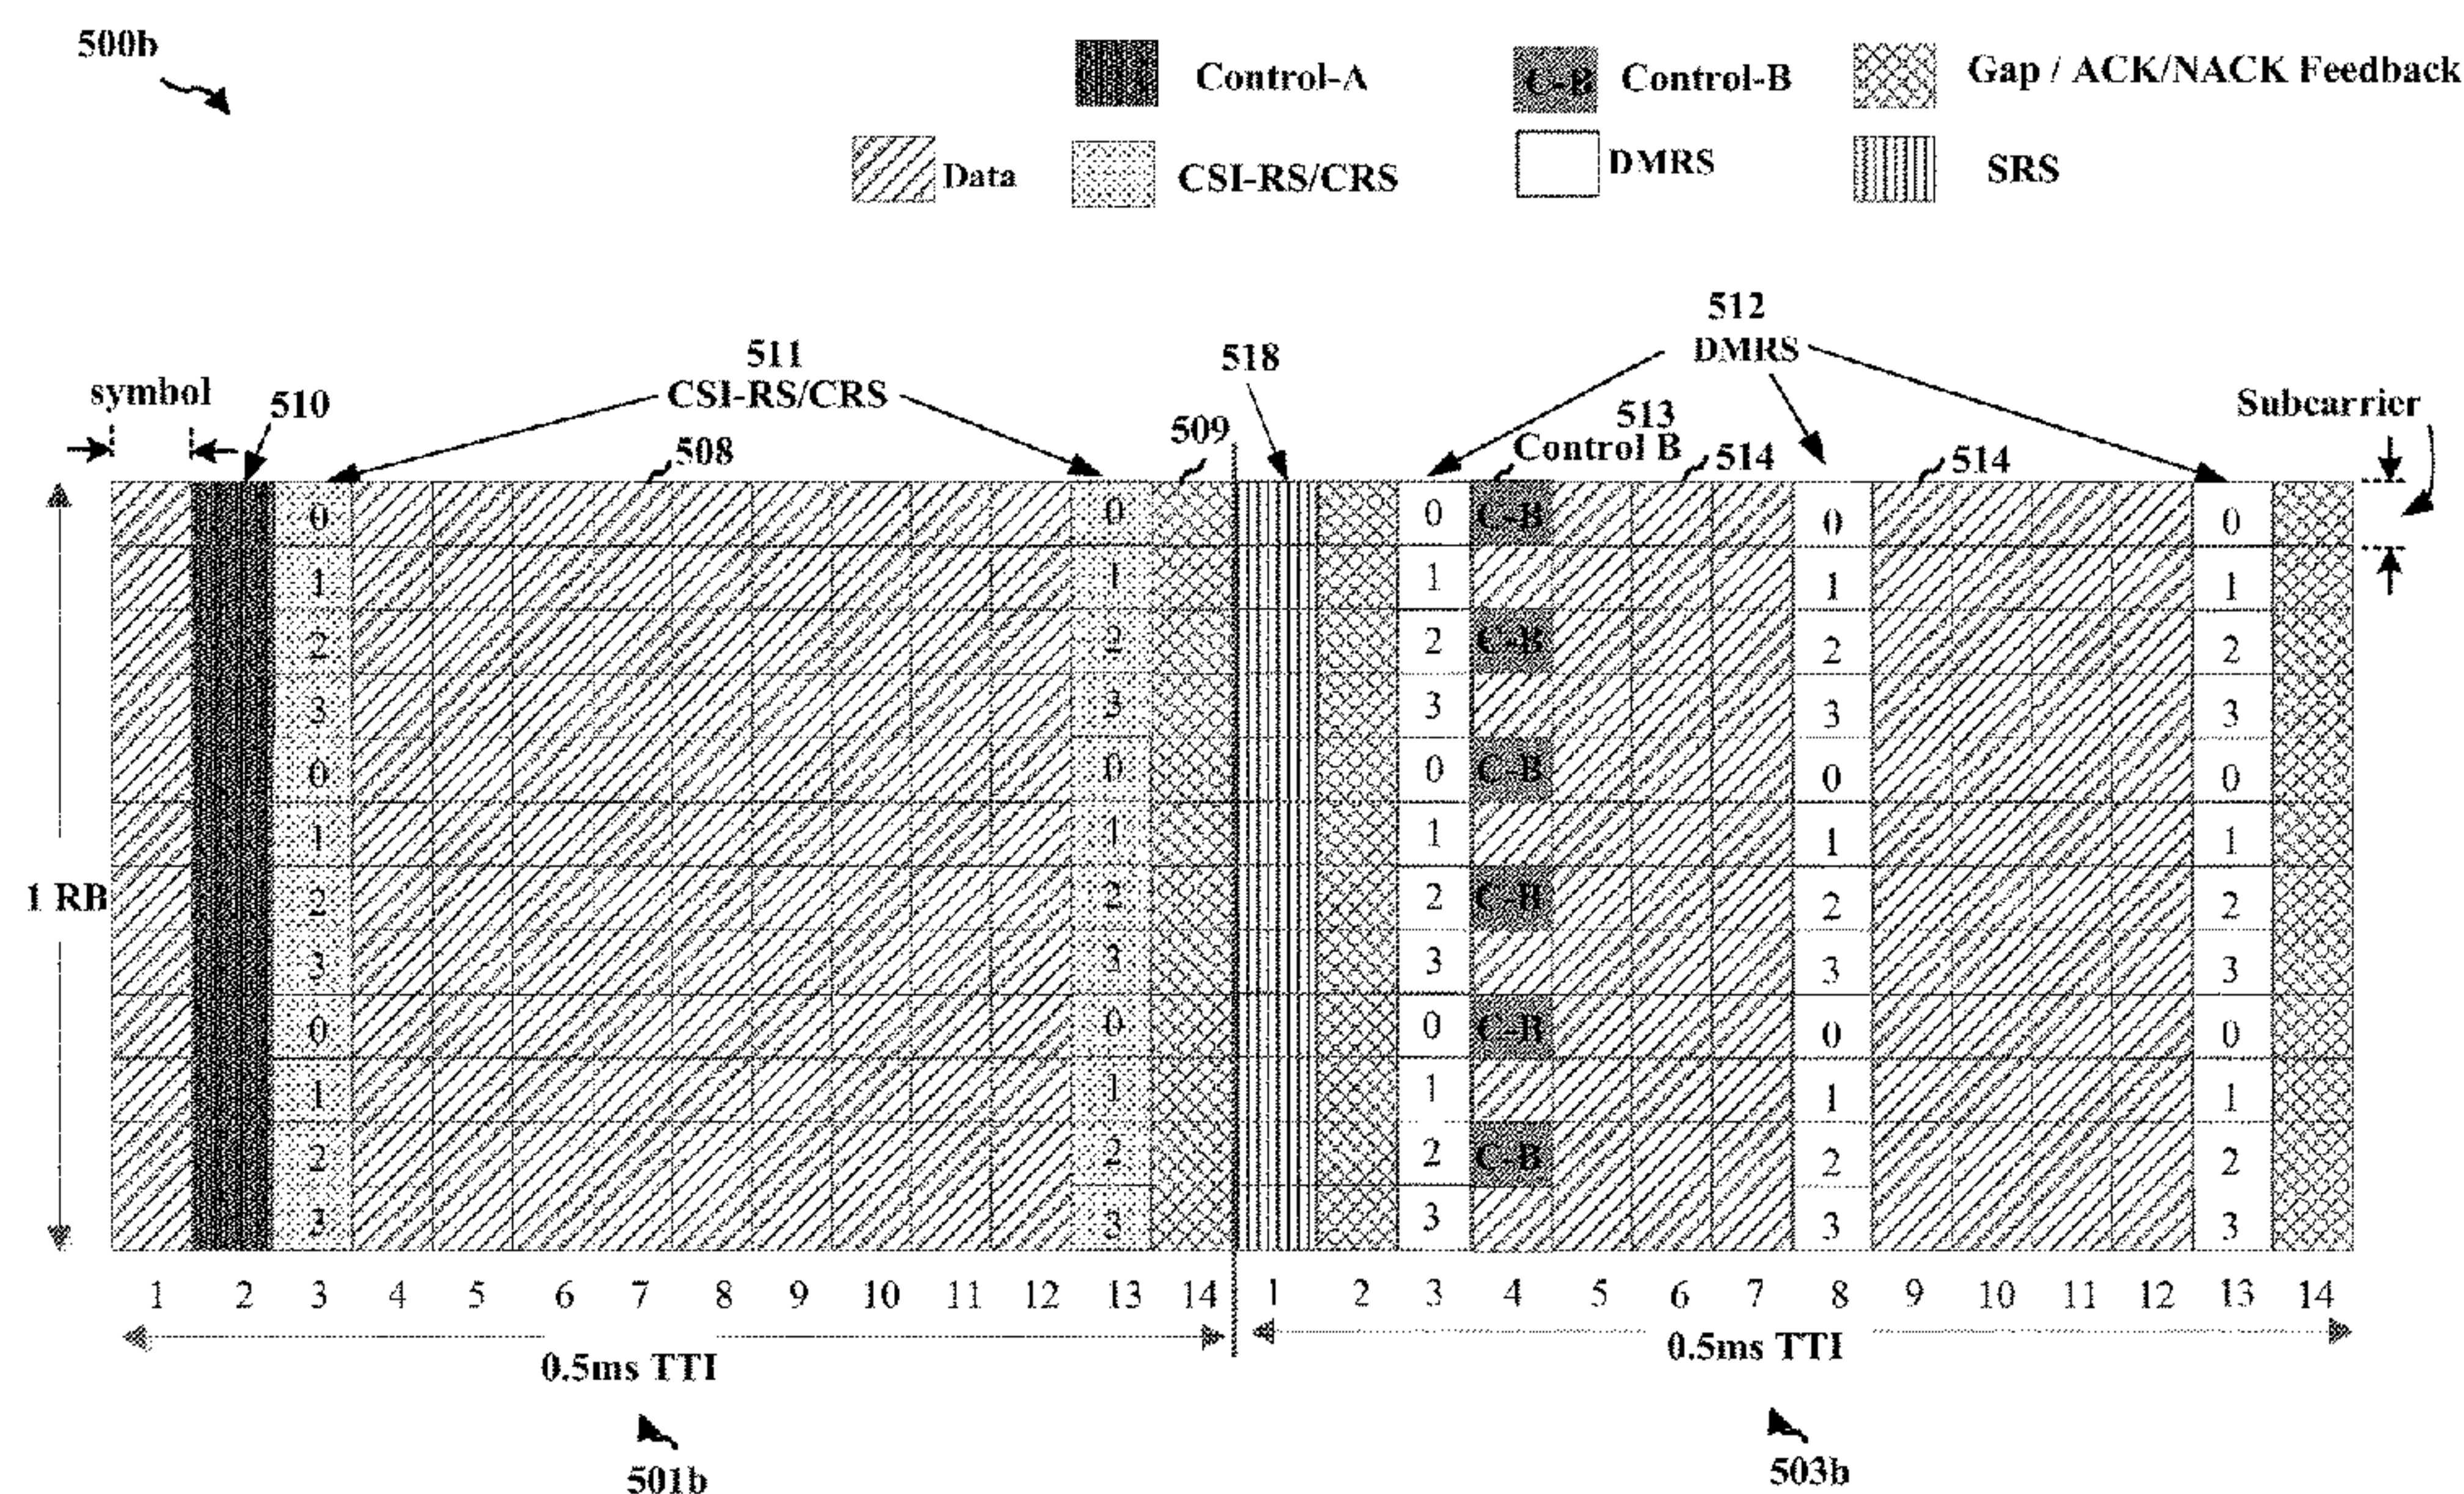 500b
Control-A
C-B Control-B
Gap / ACK/NACK Feedback
Data
CSI-RS/CRS
DMRS
SRS
512
DMRS
511
CSI-RS/CRS
518
symbol
510
Subcarrier
513
Control B
509
508
514
514
0 0 0 C-B 0 0
1 1 1 1 1
2 2 2 C-B 2 2
3 3 3 3 3
0 0 0 C-B 0 0
1 1 1 1 1
1 RB
2 2 2 C-B 2 2
3 3 3 3 3
0 0 0 C-B 0 0
1 1 1 1 1
2 2 2 C-B 2 2
3 3 3 3 3
1 2 3 4 5 6 7 8 9 10 11 12 13 14 1 2 3 4 5 6 7 8 9 10 11 12 13 14
0.5ms TTI 0.5ms TTI
501b 503b